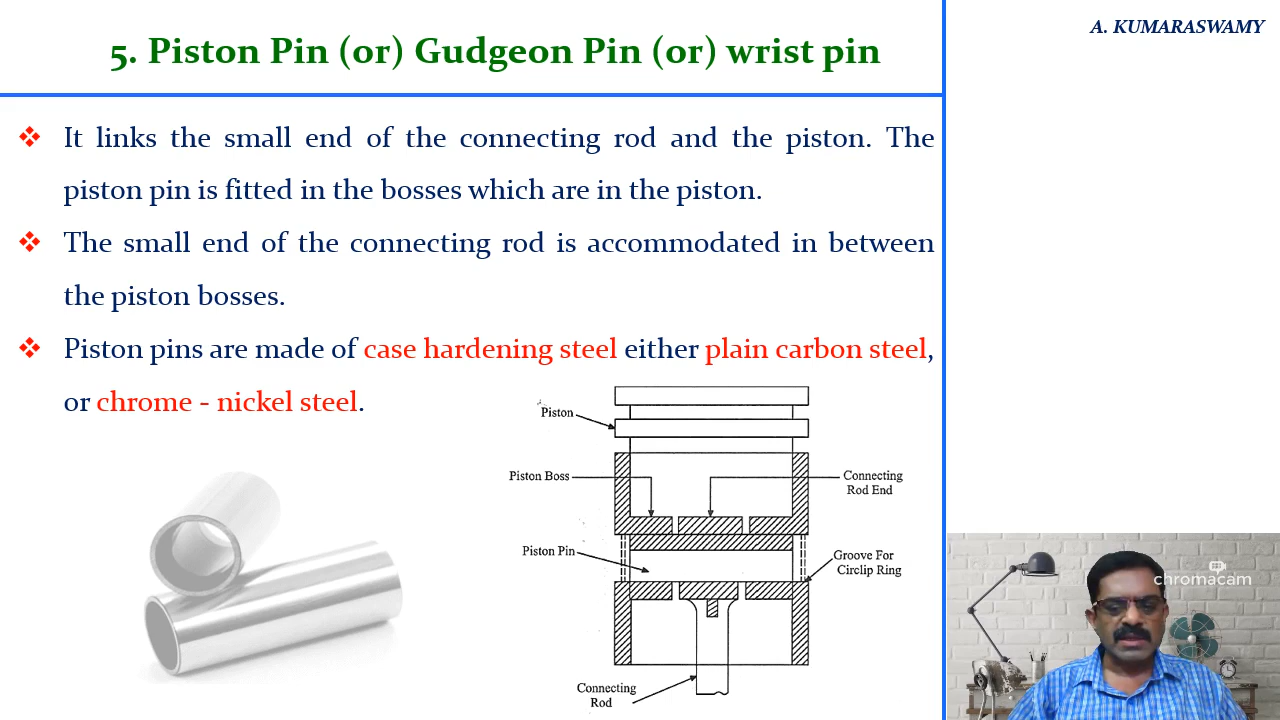 A. KUMARASWAMY
5. Piston Pin (or) Gudgeon Pin (or) wrist pin
❖ It links the small end of the connecting rod and the piston. The
piston pin is fitted in the bosses which are in the piston.
❖ The small end of the connecting rod is accommodated in between
the piston bosses.
❖ Piston pins are made of case hardening steel either plain carbon steel,
or chrome - nickel steel.
Piston
Piston Boss
Connecting
Rod End
Piston Pin
Groove For
Circlip Ring
Connecting
Rod
chromacam